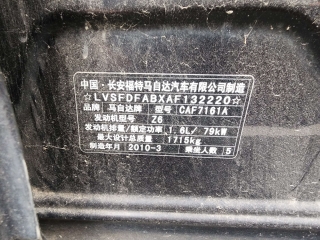 中国·长安福特马自达汽车有限公司制造
☆LVSFDFABXAF132220☆
品牌 马自达牌 型号 CAF7161A
发动机型号 Z6
发动机排量/额定功率 1.6L/ 79kW
最大设计总质量 1715kg
制造年月 2010-3 乘坐人数 5